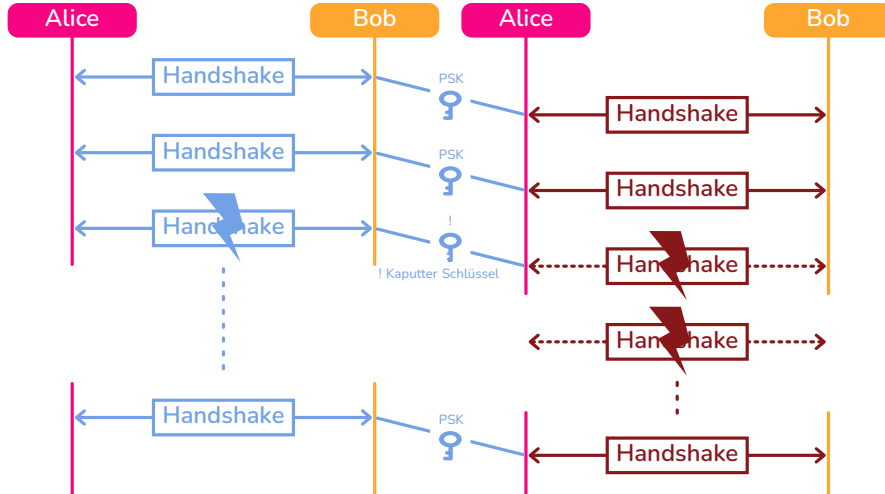 Alice
Bob
Alice
Bob
Handshake
PSK
Handshake
Handshake
PSK
Handshake
Handshake
!
! Kaputter Schlüssel
Handshake
Handshake
Handshake
PSK
Handshake